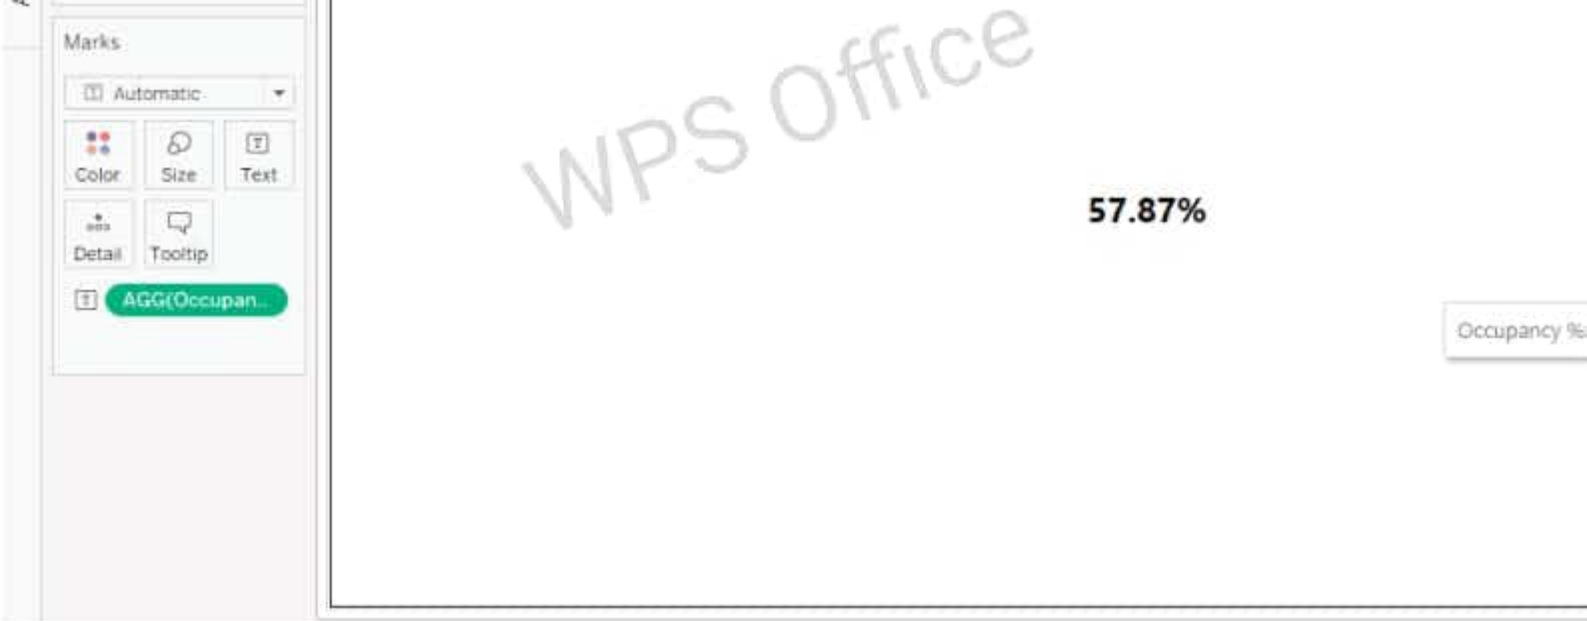 Marks
Automatic
Color Size Text
Detail Tooltip
AGG(Occupan...
WPS Office
57.87%
Occupancy %